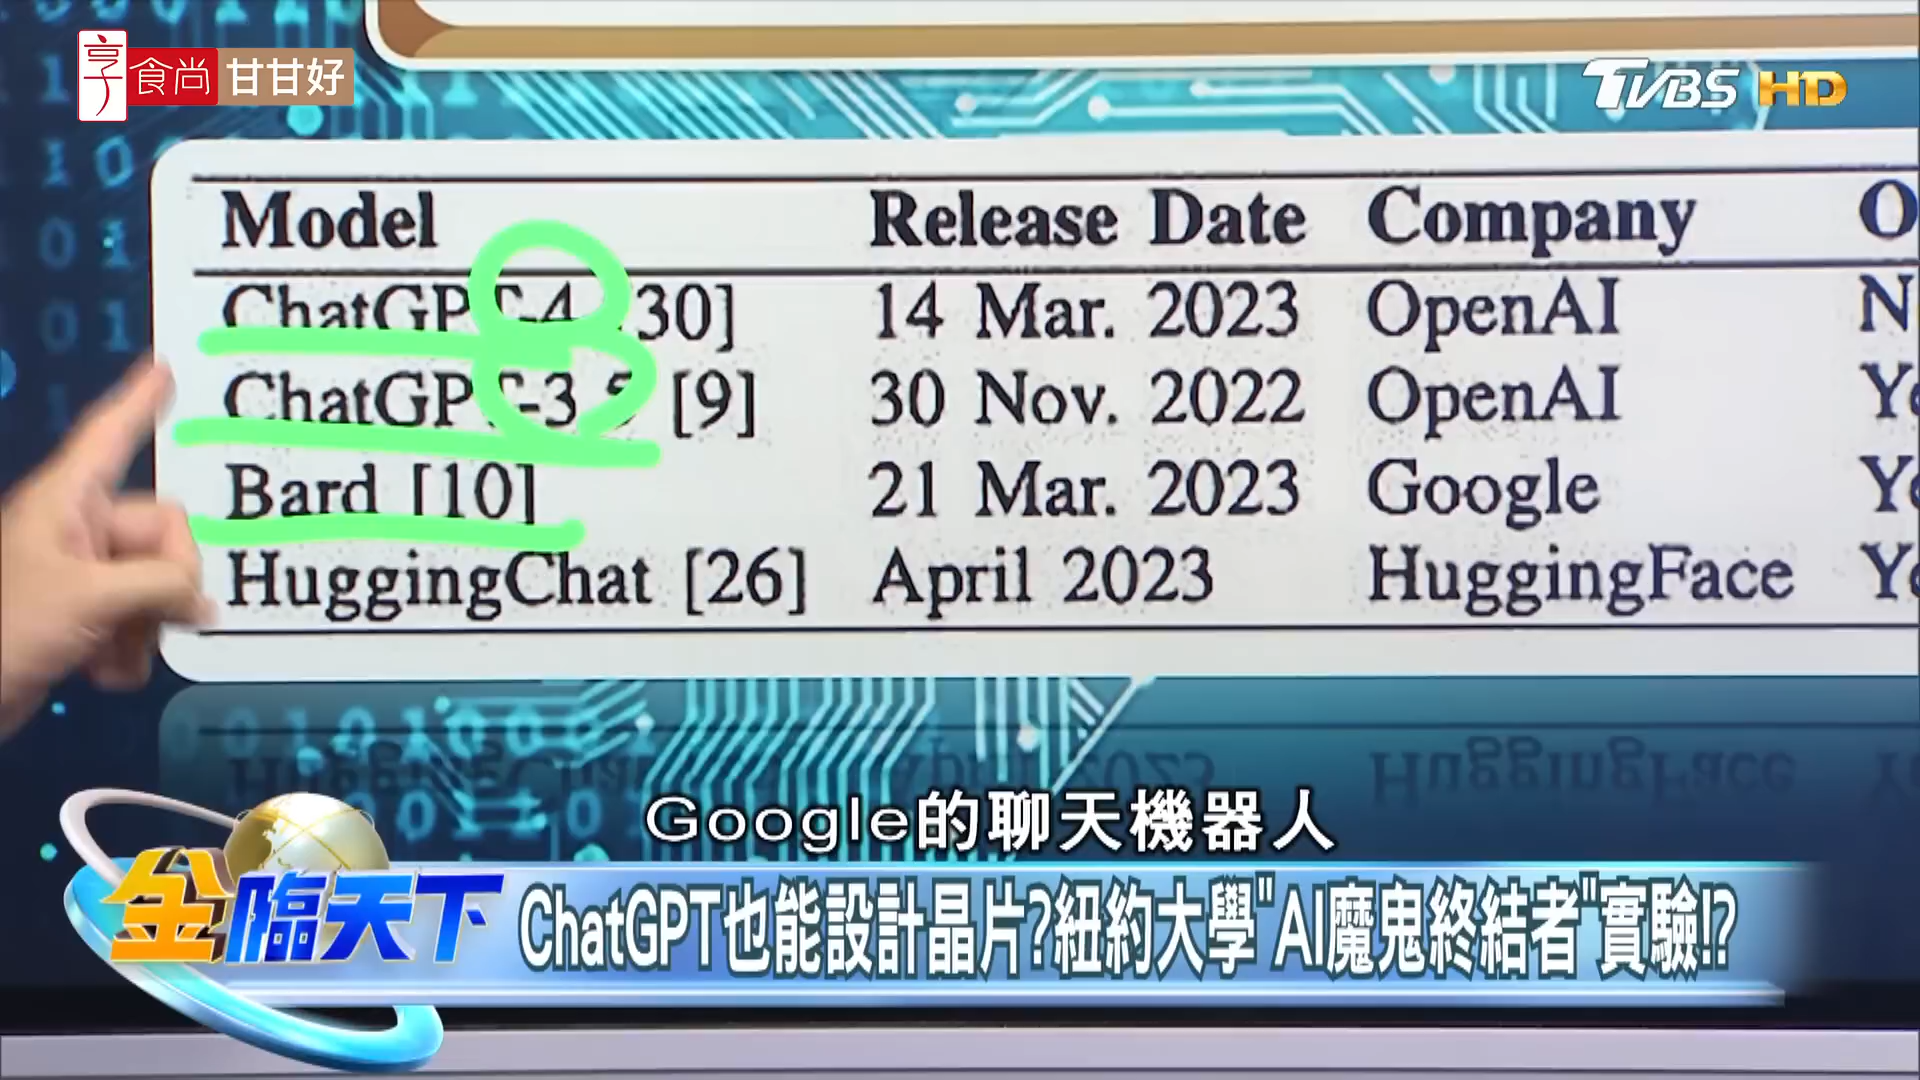 享食尚 甘甘好
TVBS HD
Model Release Date Company O
ChatGPT-4 [30] 14 Mar. 2023 OpenAI N
ChatGPT-3.5 [9] 30 Nov. 2022 OpenAI Ye
Bard [10] 21 Mar. 2023 Google Ye
HuggingChat [26] April 2023 HuggingFace Ye
Google的聊天機器人
金臨天下
ChatGPT也能設計晶片?紐約大學"AI魔鬼終結者"實驗!?